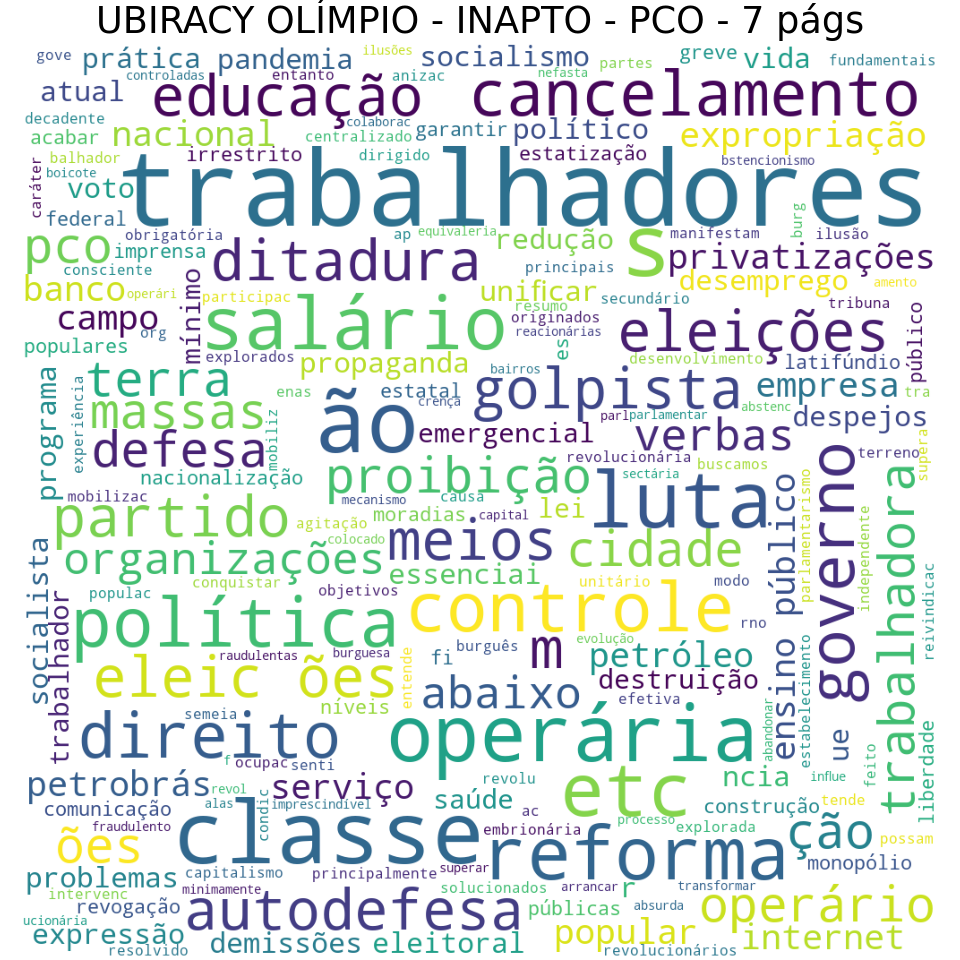 UBIRACY OLÍMPIO - INAPTO - PCO - 7 págs
gove prática pandemia ilusões socialismo greve vida fundamentais
controladas entanto anizac nefasta partes
atual educação cancelamento
decadente colaborac
acabar nacional centralizado garantir político expropriação
balhador irrestrito dirigido estatização bstencionismo
boicote
caráter voto trabalhadores
federal obrigatória ap equivaleria manifestam burg ilusão
pco imprensa ditadura redução s privatizações
consciente principais
banco operári participac unificar secundário desemprego amento
mínimo resumo tribuna
campo org salário originados eleições público
populares reacionárias es
explorados propaganda bairros desenvolvimento latifúndio
programa terra enas estatal crença golpista empresa tra
massas abstenc despejos
experiência ão parl parlamentar
defesa mobiliz emergencial verbas terreno
nacionalização revolucionária buscamos supera
mobilizac proibição sectária
mecanismo causa luta governo
partido agitação moradias capital lei público trabalhadora
colocado meios cidade
socialista organizações essenciai parlamentarismo independente
conquistar unitário modo
populac objetivos controle rno reivindicac
trabalhador política evolução
raudulentas burguesa burguês m petróleo ensino
eleic ões entende fi destruição
níveis abaixo efetiva estabelecimento
semeia abandonar
direito operária ue
f ocupac senti feito
petrobrás revol serviço revolu etc ncia influe liberdade
comunicação alas condic imprescindível saúde construção tende
ac processo
fraudulento embrionária explorada ção possam
ões classe reforma monopólio
superar
problemas capitalismo principalmente
intervenc minimamente solucionados arrancar r transformar
revogação autodefesa públicas absurda operário
ucionária
expressão demissões eleitoral popular internet
resolvido revolucionários